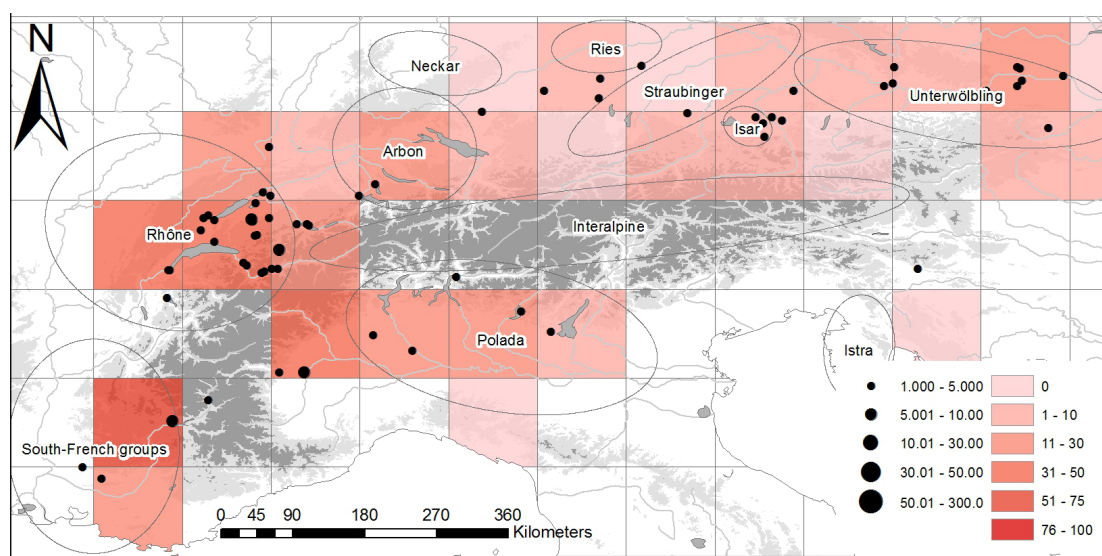 N
Ries
Neckar
Straubinger
Unterwölbling
Isar
Arbon
Interalpine
Rhône
Polada
Istra
South-French groups
1.000 - 5.000
5.001 - 10.00
10.01 - 30.00
30.01 - 50.00
50.01 - 300.0
0
1 - 10
11 - 30
31 - 50
51 - 75
76 - 100
0 45 90 180 270 360
Kilometers